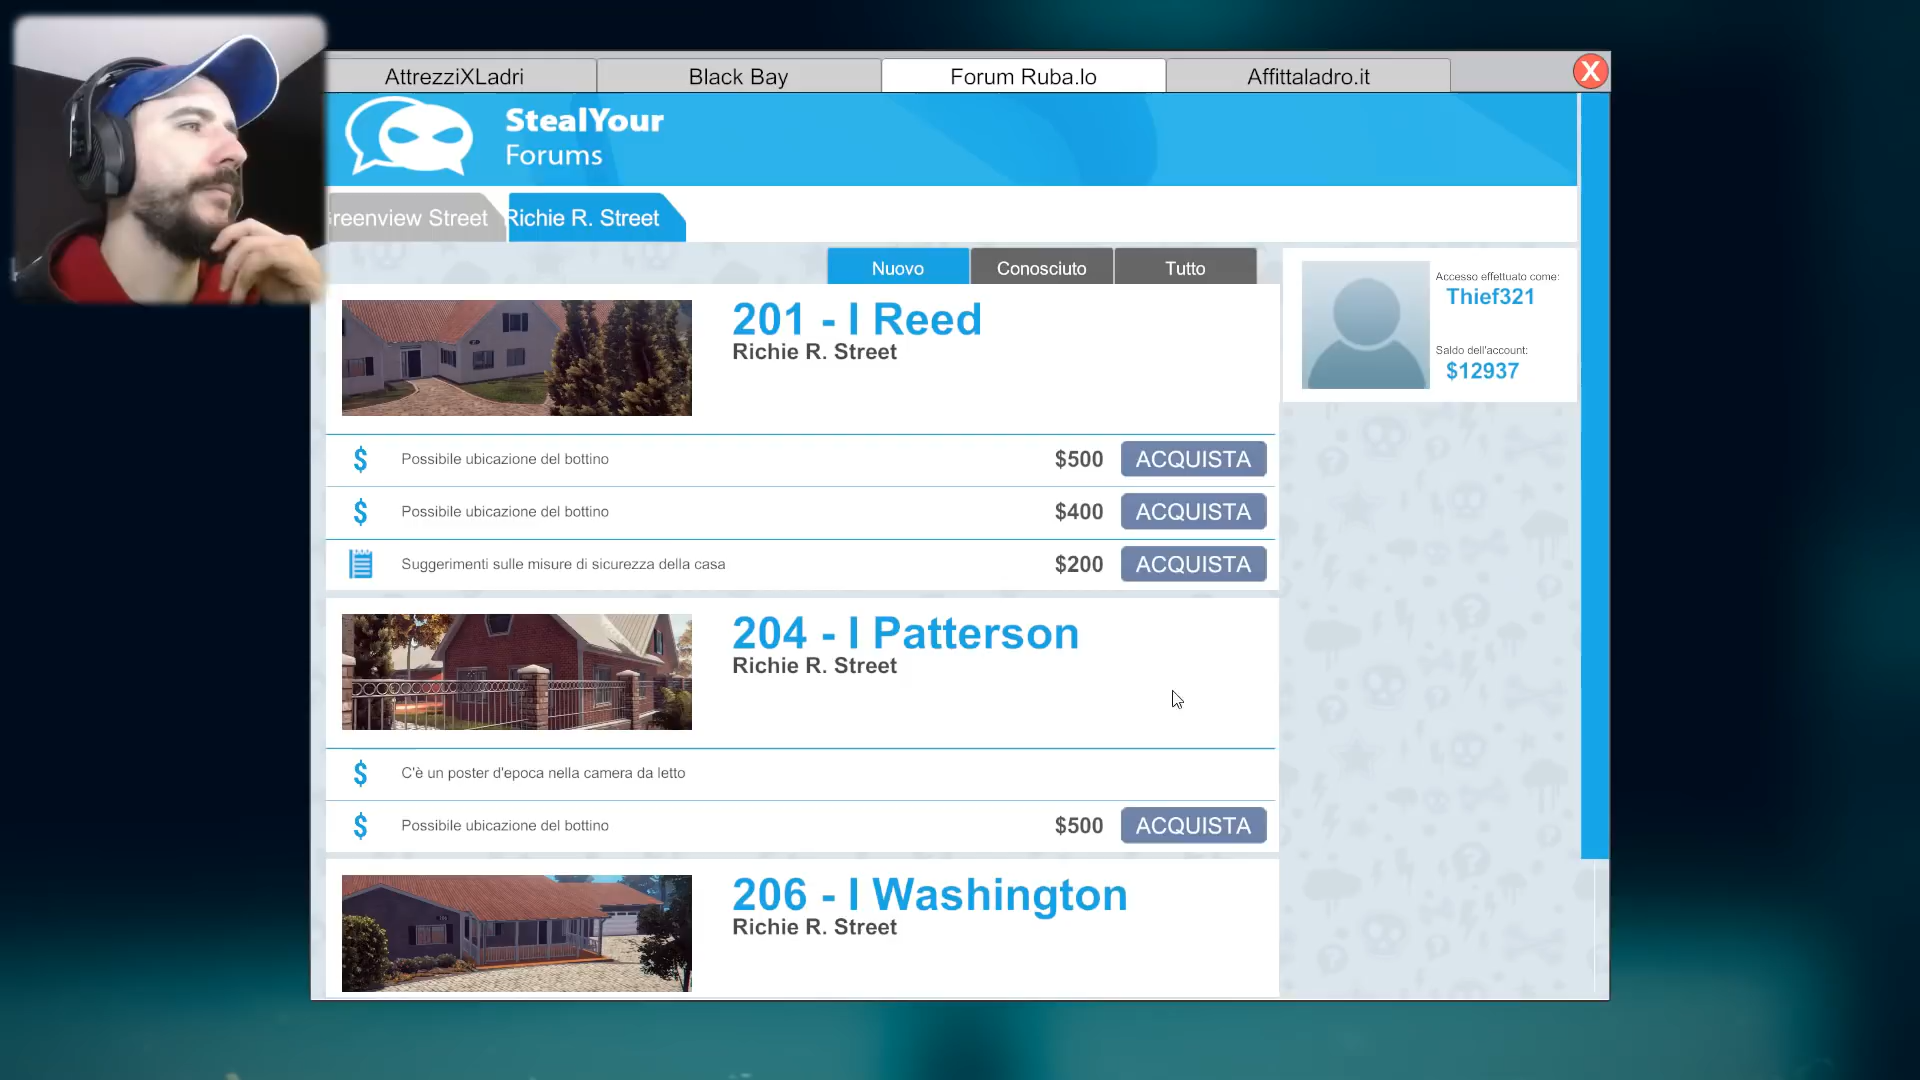 AttrezziXLadri
Black Bay
Forum Ruba.lo
Affittaladro.it
X
StealYour
Forums
reenview Street
Richie R. Street
Nuovo
Conosciuto
Tutto
Accesso effettuato come:
Thief321
Saldo dell'account:
$12937
201 - I Reed
Richie R. Street
$ Possibile ubicazione del bottino $500 ACQUISTA
$ Possibile ubicazione del bottino $400 ACQUISTA
Suggerimenti sulle misure di sicurezza della casa $200 ACQUISTA
204 - I Patterson
Richie R. Street
$ C'è un poster d'epoca nella camera da letto
$ Possibile ubicazione del bottino $500 ACQUISTA
206 - I Washington
Richie R. Street